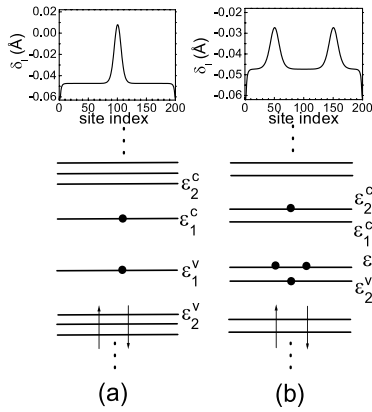 δₗ (Å)
0.03
0.00
-0.02
-0.04
-0.06
0 50 100 150 200
site index
δₗ (Å)
-0.02
-0.03
-0.04
-0.05
-0.06
0 50 100 150 200
site index
ε₂ᶜ
ε₁ᶜ
ε₁ᵛ
ε₂ᵛ
ε₂ᶜ
ε₁ᶜ
ε
ε₂ᵛ
(a)
(b)